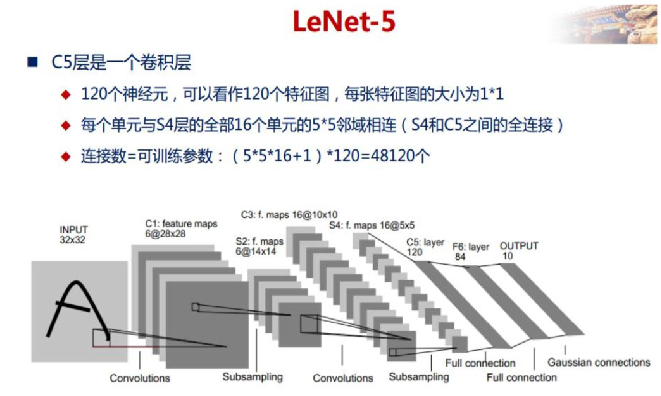 LeNet-5
C5层是一个卷积层
120个神经元，可以看作120个特征图，每张特征图的大小为1*1
每个单元与S4层的全部16个单元的5*5邻域相连（S4和C5之间的全连接）
连接数=可训练参数：（5*5*16+1）*120=48120个
INPUT
32x32
C1: feature maps
6@28x28
S2: f. maps
6@14x14
C3: f. maps 16@10x10
S4: f. maps 16@5x5
C5: layer
120
F6: layer
84
OUTPUT
10
Convolutions
Subsampling
Convolutions
Subsampling
Full connection
Full connection
Gaussian connections
A